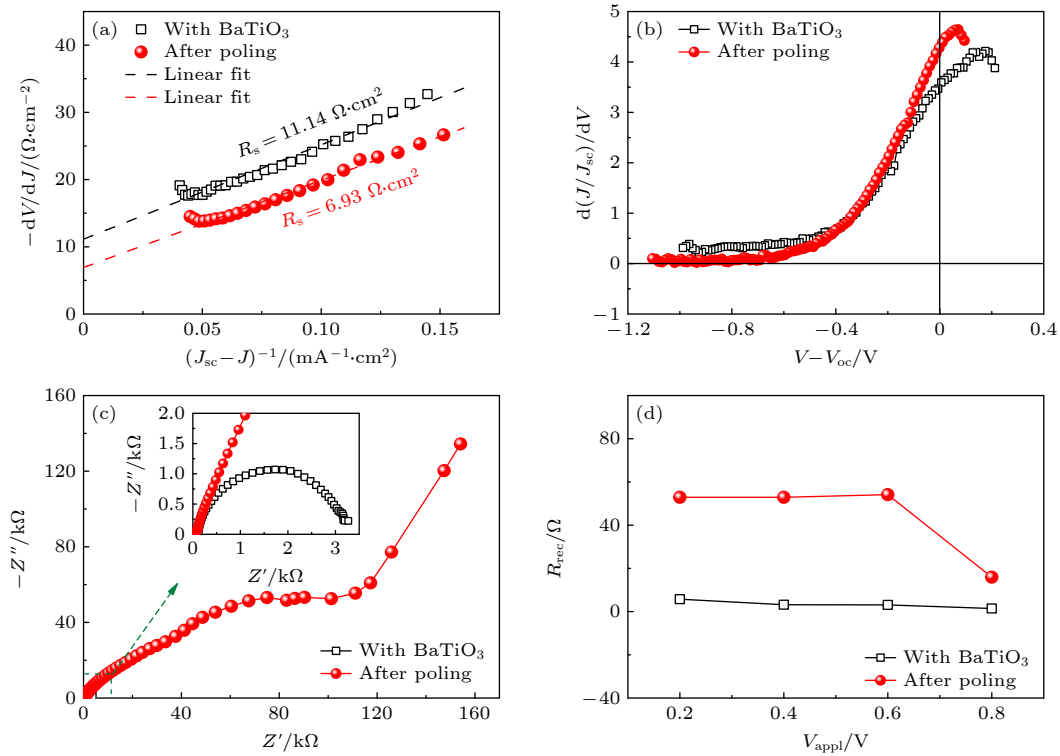 (a)
With BaTiO₃
After poling
Linear fit
Linear fit
Rₛ = 11.14 Ω·cm²
Rₛ = 6.93 Ω·cm²
40
30
20
10
0
−dV/dJ/(Ω·cm⁻²)
0
0.05
0.10
0.15
(J_sc−J)⁻¹/(mA⁻¹·cm²)
(b)
With BaTiO₃
After poling
5
4
3
2
1
0
−1
d(J/J_sc)/dV
−1.2
−0.8
−0.4
0
0.4
V−V_oc/V
(c)
160
120
80
40
0
−Z″/kΩ
2.0
1.5
1.0
0.5
0
−Z″/kΩ
0
1
2
3
Z′/kΩ
With BaTiO₃
After poling
0
40
80
120
160
Z′/kΩ
(d)
80
40
0
−40
R_rec/Ω
With BaTiO₃
After poling
0.2
0.4
0.6
0.8
V_appl/V